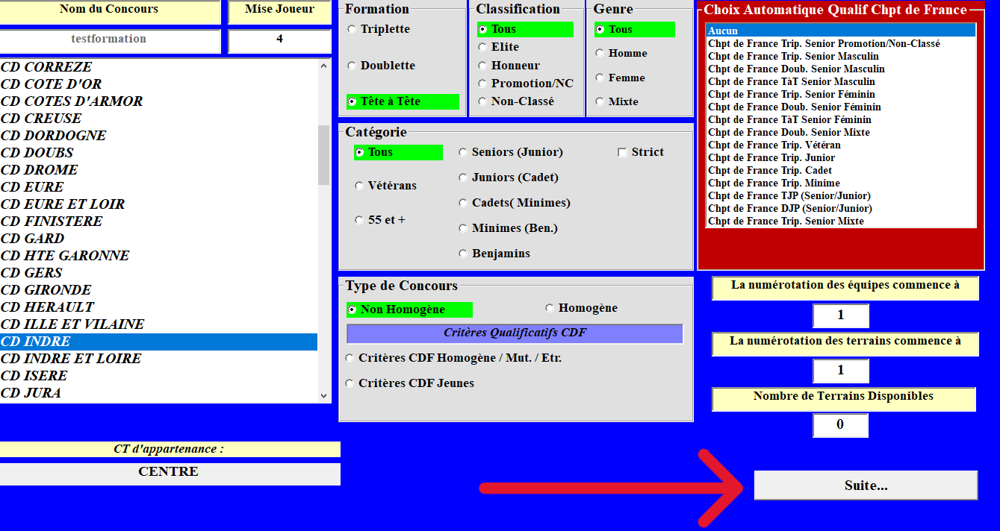 Nom du Concours
Mise Joueur
testformation
4
CD CORREZE
CD COTE D'OR
CD COTES D'ARMOR
CD CREUSE
CD DORDOGNE
CD DOUBS
CD DROME
CD EURE
CD EURE ET LOIR
CD FINISTERE
CD GARD
CD HTE GARONNE
CD GERS
CD GIRONDE
CD HERAULT
CD ILLE ET VILAINE
CD INDRE
CD INDRE ET LOIRE
CD ISERE
CD JURA
CT d'appartenance :
CENTRE
Formation
Triplette
Doublette
Tête à Tête
Classification
Tous
Elite
Honneur
Promotion/NC
Non-Classé
Genre
Tous
Homme
Femme
Mixte
Catégorie
Tous
Vétérans
55 et +
Seniors (Junior)
Juniors (Cadet)
Cadets( Minimes)
Minimes (Ben.)
Benjamins
Strict
Type de Concours
Non Homogène
Homogène
Critères Qualificatifs CDF
Critères CDF Homogène / Mut. / Etr.
Critères CDF Jeunes
Choix Automatique Qualif Chpt de France
Aucun
Chpt de France Trip. Senior Promotion/Non-Classé
Chpt de France Trip. Senior Masculin
Chpt de France Doub. Senior Masculin
Chpt de France TàT Senior Masculin
Chpt de France Trip. Senior Féminin
Chpt de France Doub. Senior Féminin
Chpt de France TàT Senior Féminin
Chpt de France Doub. Senior Mixte
Chpt de France Trip. Vétéran
Chpt de France Trip. Junior
Chpt de France Trip. Cadet
Chpt de France Trip. Minime
Chpt de France TJP (Senior/Junior)
Chpt de France DJP (Senior/Junior)
Chpt de France Trip. Senior Mixte
La numérotation des équipes commence à
1
La numérotation des terrains commence à
1
Nombre de Terrains Disponibles
0
Suite...